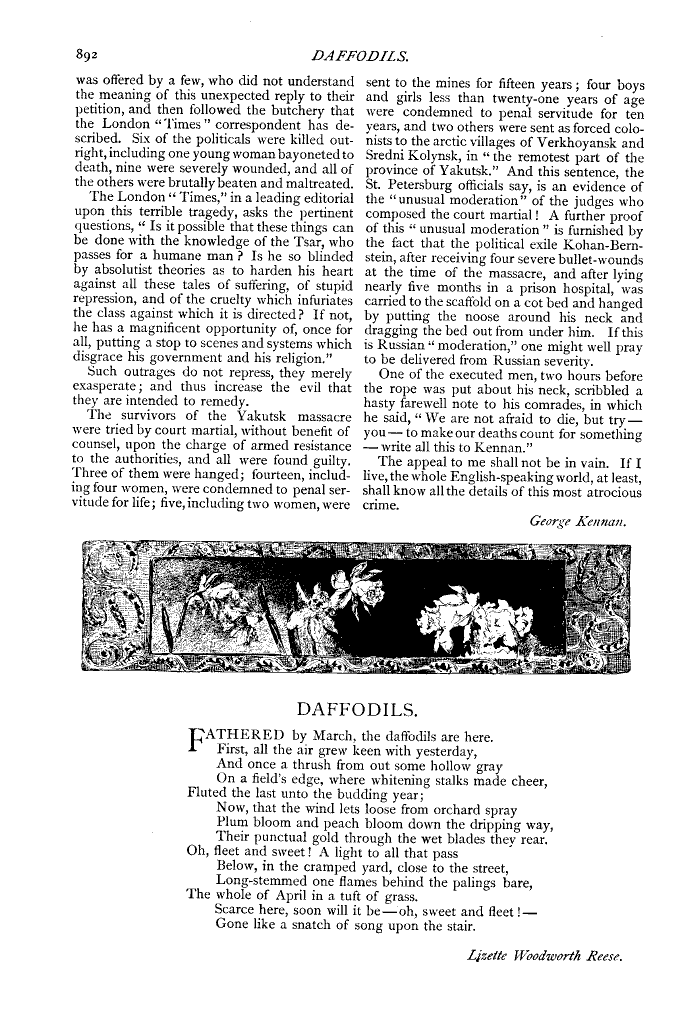 892
DAFFODILS.
was offered by a few, who did not understand
the meaning of this unexpected reply to their
petition, and then followed the butchery that
the London "Times" correspondent has de-
scribed. Six of the politicals were killed out-
right, including one young woman bayoneted to
death, nine were severely wounded, and all of
the others were brutally beaten and maltreated.
The London "Times," in a leading editorial
upon this terrible tragedy, asks the pertinent
questions, "Is it possible that these things can
be done with the knowledge of the Tsar, who
passes for a humane man? Is he so blinded
by absolutist theories as to harden his heart
against all these tales of suffering, of stupid
repression, and of the cruelty which infuriates
the class against which it is directed? If not,
he has a magnificent opportunity of, once for
all, putting a stop to scenes and systems which
disgrace his government and his religion."
Such outrages do not repress, they merely
exasperate; and thus increase the evil that
they are intended to remedy.
The survivors of the Yakutsk massacre
were tried by court martial, without benefit of
counsel, upon the charge of armed resistance
to the authorities, and all were found guilty.
Three of them were hanged; fourteen, includ-
ing four women, were condemned to penal ser-
vitude for life; five, including two women, were
sent to the mines for fifteen years; four boys
and girls less than twenty-one years of age
were condemned to penal servitude for ten
years, and two others were sent as forced colo-
nists to the arctic villages of Verkhoyansk and
Sredni Kolynsk, in "the remotest part of the
province of Yakutsk." And this sentence, the
St. Petersburg officials say, is an evidence of
the "unusual moderation" of the judges who
composed the court martial! A further proof
of this "unusual moderation" is furnished by
the fact that the political exile Kohan-Bern-
stein, after receiving four severe bullet-wounds
at the time of the massacre, and after lying
nearly five months in a prison hospital, was
carried to the scaffold on a cot bed and hanged
by putting the noose around his neck and
dragging the bed out from under him. If this
is Russian "moderation," one might well pray
to be delivered from Russian severity.
One of the executed men, two hours before
the rope was put about his neck, scribbled a
hasty farewell note to his comrades, in which
he said, "We are not afraid to die, but try—
you—to make our deaths count for something
—write all this to Kennan."
The appeal to me shall not be in vain. If I
live, the whole English-speaking world, at least,
shall know all the details of this most atrocious
crime.
George Kennan.
DAFFODILS.
FATHERED by March, the daffodils are here.
First, all the air grew keen with yesterday,
And once a thrush from out some hollow gray
On a field's edge, where whitening stalks made cheer,
Fluted the last unto the budding year;
Now, that the wind lets loose from orchard spray
Plum bloom and peach bloom down the dripping way,
Their punctual gold through the wet blades they rear.
Oh, fleet and sweet! A light to all that pass
Below, in the cramped yard, close to the street,
Long-stemmed one flames behind the palings bare,
The whole of April in a tuft of grass.
Scarce here, soon will it be—oh, sweet and fleet!—
Gone like a snatch of song upon the stair.
Lizette Woodworth Reese.